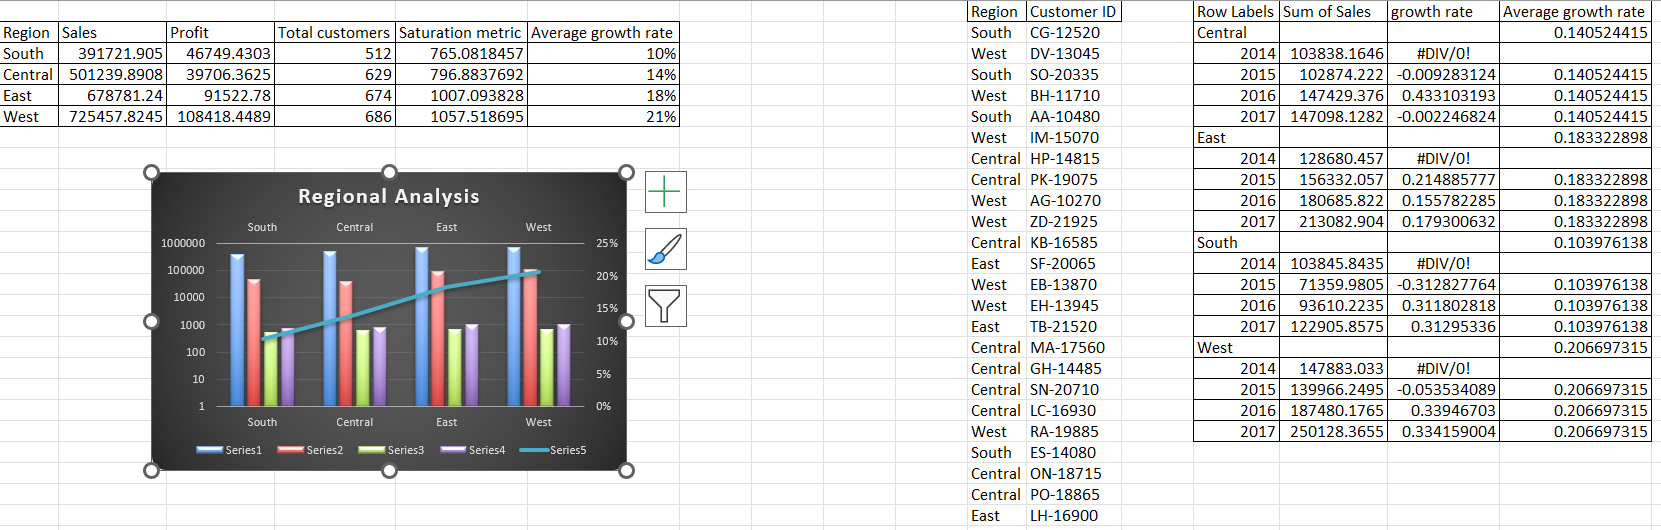 Region Sales Profit Total customers Saturation metric Average growth rate
South 391721.905 46749.4303 512 765.0818457 10%
Central 501239.8908 39706.3625 629 796.8837692 14%
East 678781.24 91522.78 674 1007.093828 18%
West 725457.8245 108418.4489 686 1057.518695 21%
Regional Analysis
South Central East West
1000000 25%
100000 20%
10000 15%
1000 10%
100 5%
10 0%
1
South Central East West
Series1 Series2 Series3 Series4 Series5
Region Customer ID
South CG-12520
West DV-13045
South SO-20335
West BH-11710
South AA-10480
West IM-15070
Central HP-14815
Central PK-19075
West AG-10270
West ZD-21925
Central KB-16585
East SF-20065
West EB-13870
West EH-13945
East TB-21520
Central MA-17560
Central GH-14485
Central SN-20710
Central LC-16930
West RA-19885
South ES-14080
Central ON-18715
Central PO-18865
East LH-16900
Row Labels Sum of Sales growth rate Average growth rate
Central 0.140524415
2014 103838.1646 #DIV/0!
2015 102874.222 -0.009283124 0.140524415
2016 147429.376 0.433103193 0.140524415
2017 147098.1282 -0.002246824 0.140524415
East 0.183322898
2014 128680.457 #DIV/0!
2015 156332.057 0.214885777 0.183322898
2016 180685.822 0.155782285 0.183322898
2017 213082.904 0.179300632 0.183322898
South 0.103976138
2014 103845.8435 #DIV/0!
2015 71359.9805 -0.312827764 0.103976138
2016 93610.2235 0.311802818 0.103976138
2017 122905.8575 0.31295336 0.103976138
West 0.206697315
2014 147883.033 #DIV/0!
2015 139966.2495 -0.053534089 0.206697315
2016 187480.1765 0.33946703 0.206697315
2017 250128.3655 0.334159004 0.206697315